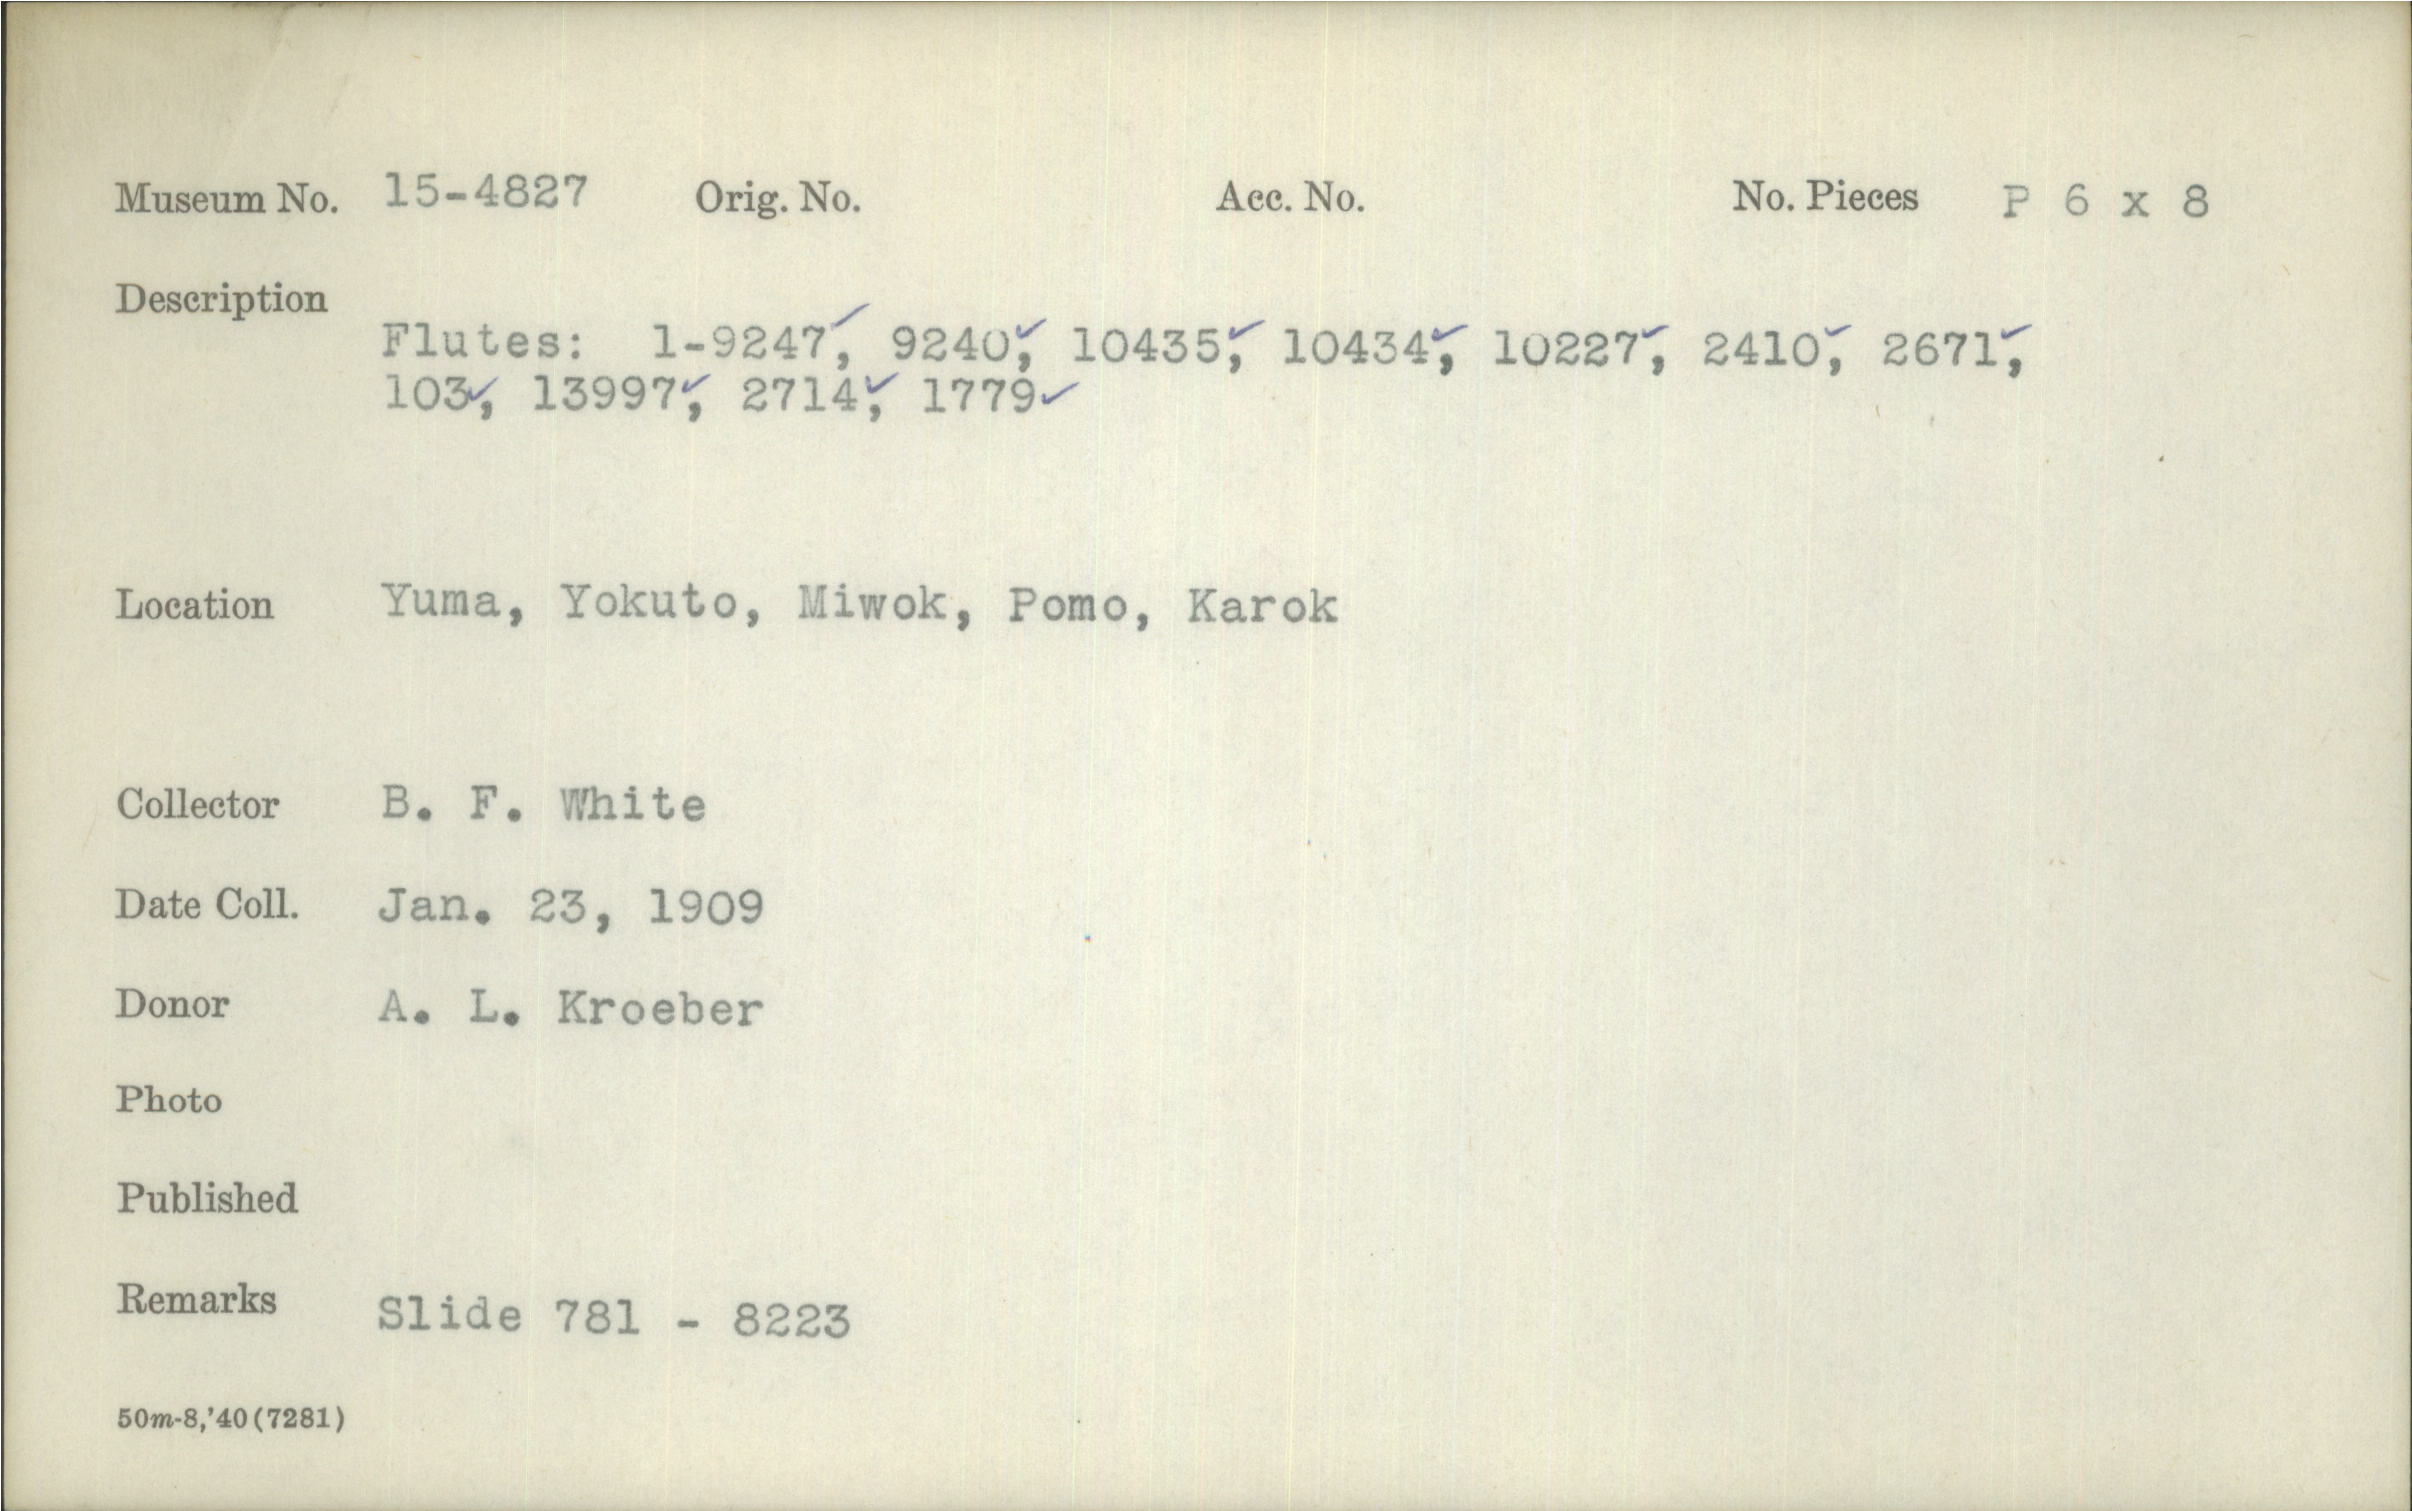 Museum No. 15-4827 Orig. No. Acc. No. No. Pieces P 6 x 8
Description
Flutes: 1-9247✓, 9240✓, 10435✓, 10434✓, 10227✓, 2410✓, 2671✓,
103✓, 13997✓, 2714✓, 1779✓
Location Yuma, Yokuto, Miwok, Pomo, Karok
Collector B. F. White
Date Coll. Jan. 23, 1909
Donor A. L. Kroeber
Photo
Published
Remarks Slide 781 - 8223
50m-8,'40(7281)